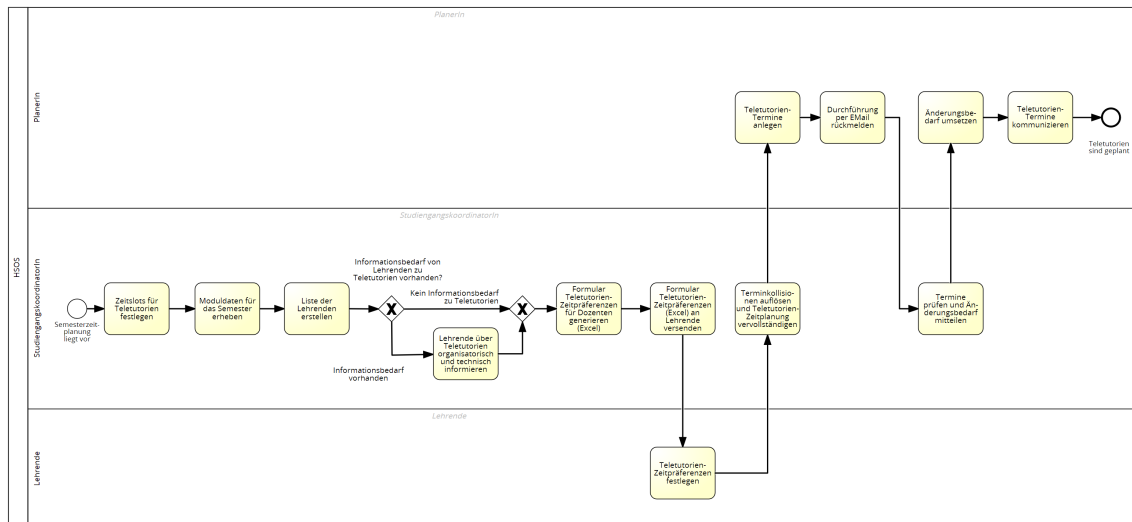 PlanerIn
PlanerIn
Teletutorien-
Termine
anlegen
Durchführung
per EMail
rückmelden
Änderungsbe-
darf umsetzen
Teletutorien-
Termine
kommunizieren
Teletutorien
sind geplant
HSOS
StudiengangskoordinatorIn
StudiengangskoordinatorIn
Semesterzeit-
planung
liegt vor
Zeitslots für
Teletutorien
festlegen
Moduldaten für
das Semester
erheben
Liste der
Lehrenden
erstellen
Informationsbedarf von
Lehrenden zu
Teletutorien vorhanden?
Kein Informationsbedarf
zu Teletutorien
Informationsbedarf
vorhanden
Lehrende über
Teletutorien
organisatorisch
und technisch
informieren
Formular
Teletutorien-
Zeitpräferenzen
für Dozenten
generieren
(Excel)
Formular
Teletutorien-
Zeitpräferenzen
(Excel) an
Lehrende
versenden
Terminkollisio-
nen auflösen
und Teletutorien-
Zeitplanung
vervollständigen
Termine
prüfen und Än-
derungsbedarf
mitteilen
Lehrende
Lehrende
Teletutorien-
Zeitpräferenzen
festlegen